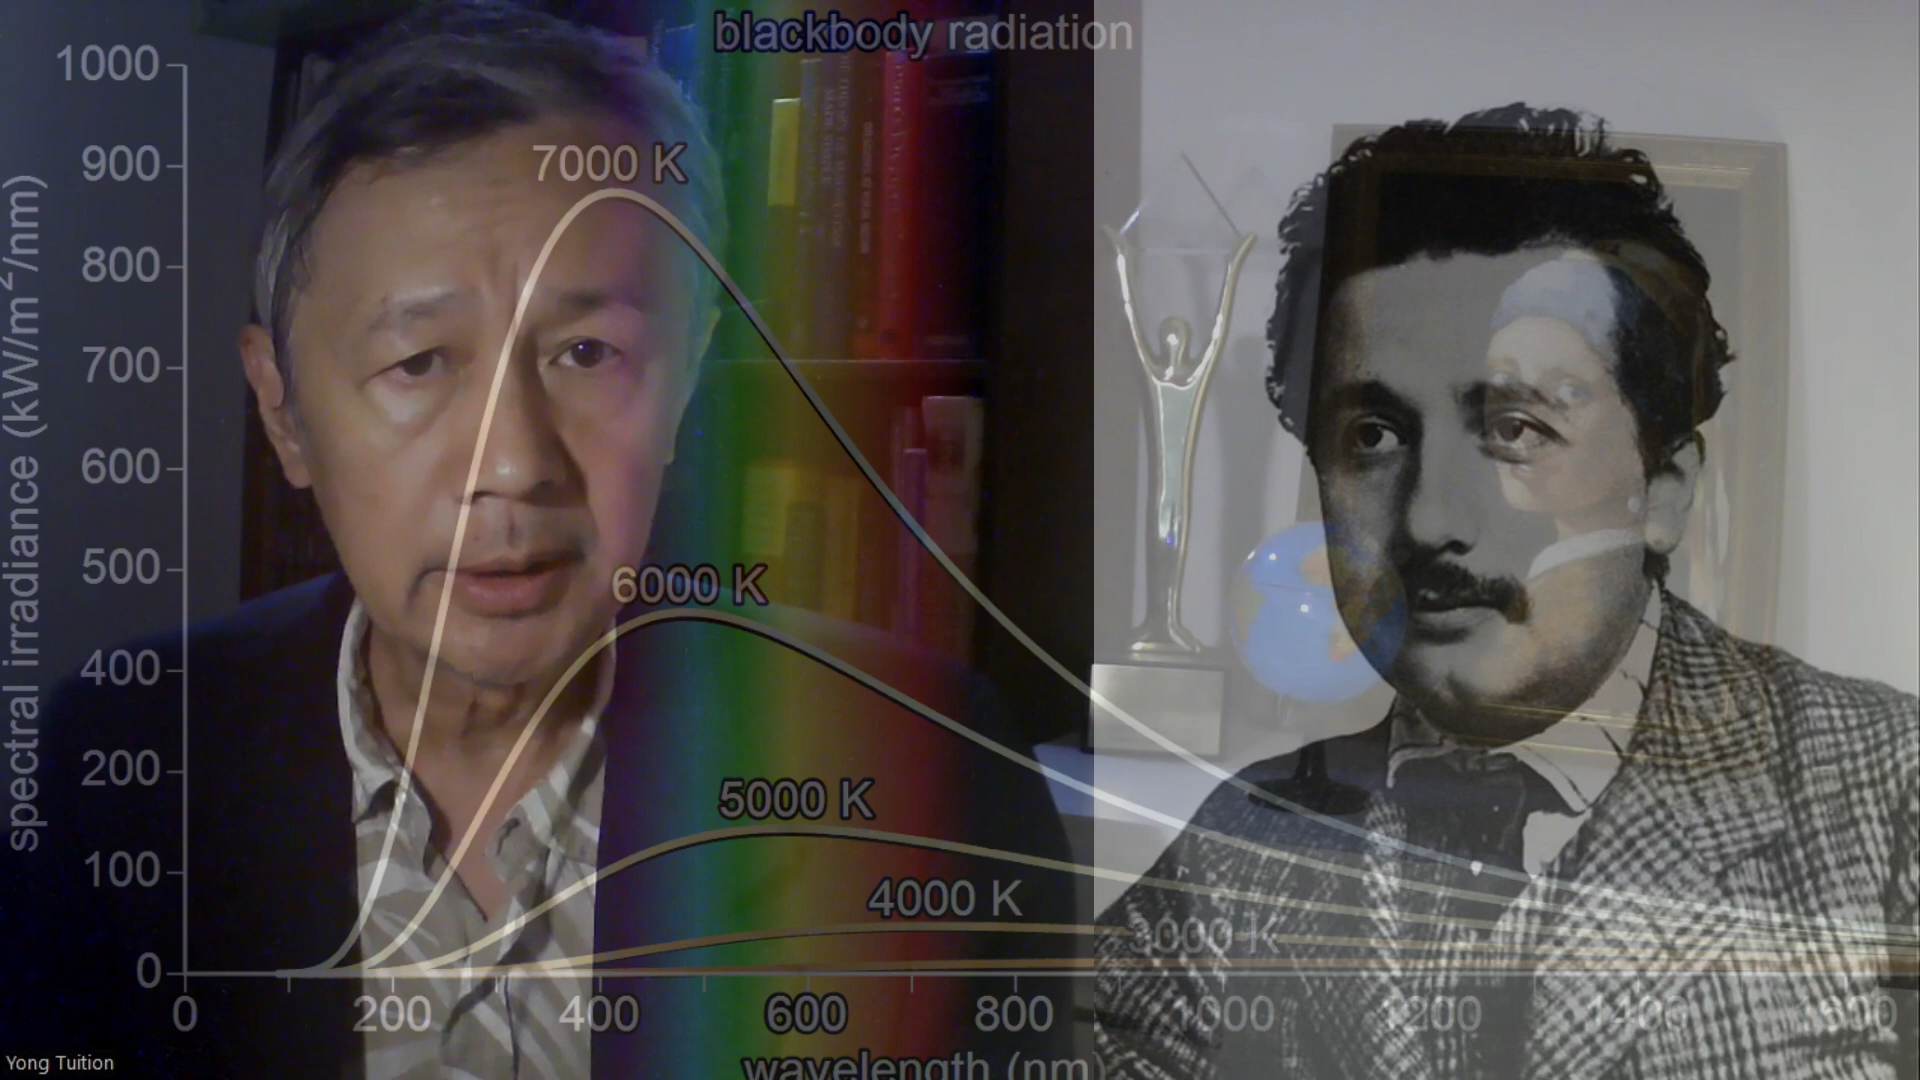 blackbody radiation
spectral irradiance (kW/m²/nm)
1000
900
800
700
600
500
400
200
100
0
7000 K
6000 K
5000 K
4000 K
3000 K
0 200 400 600 800 1000 1200 1400 1600
wavelength (nm)
Yong Tuition